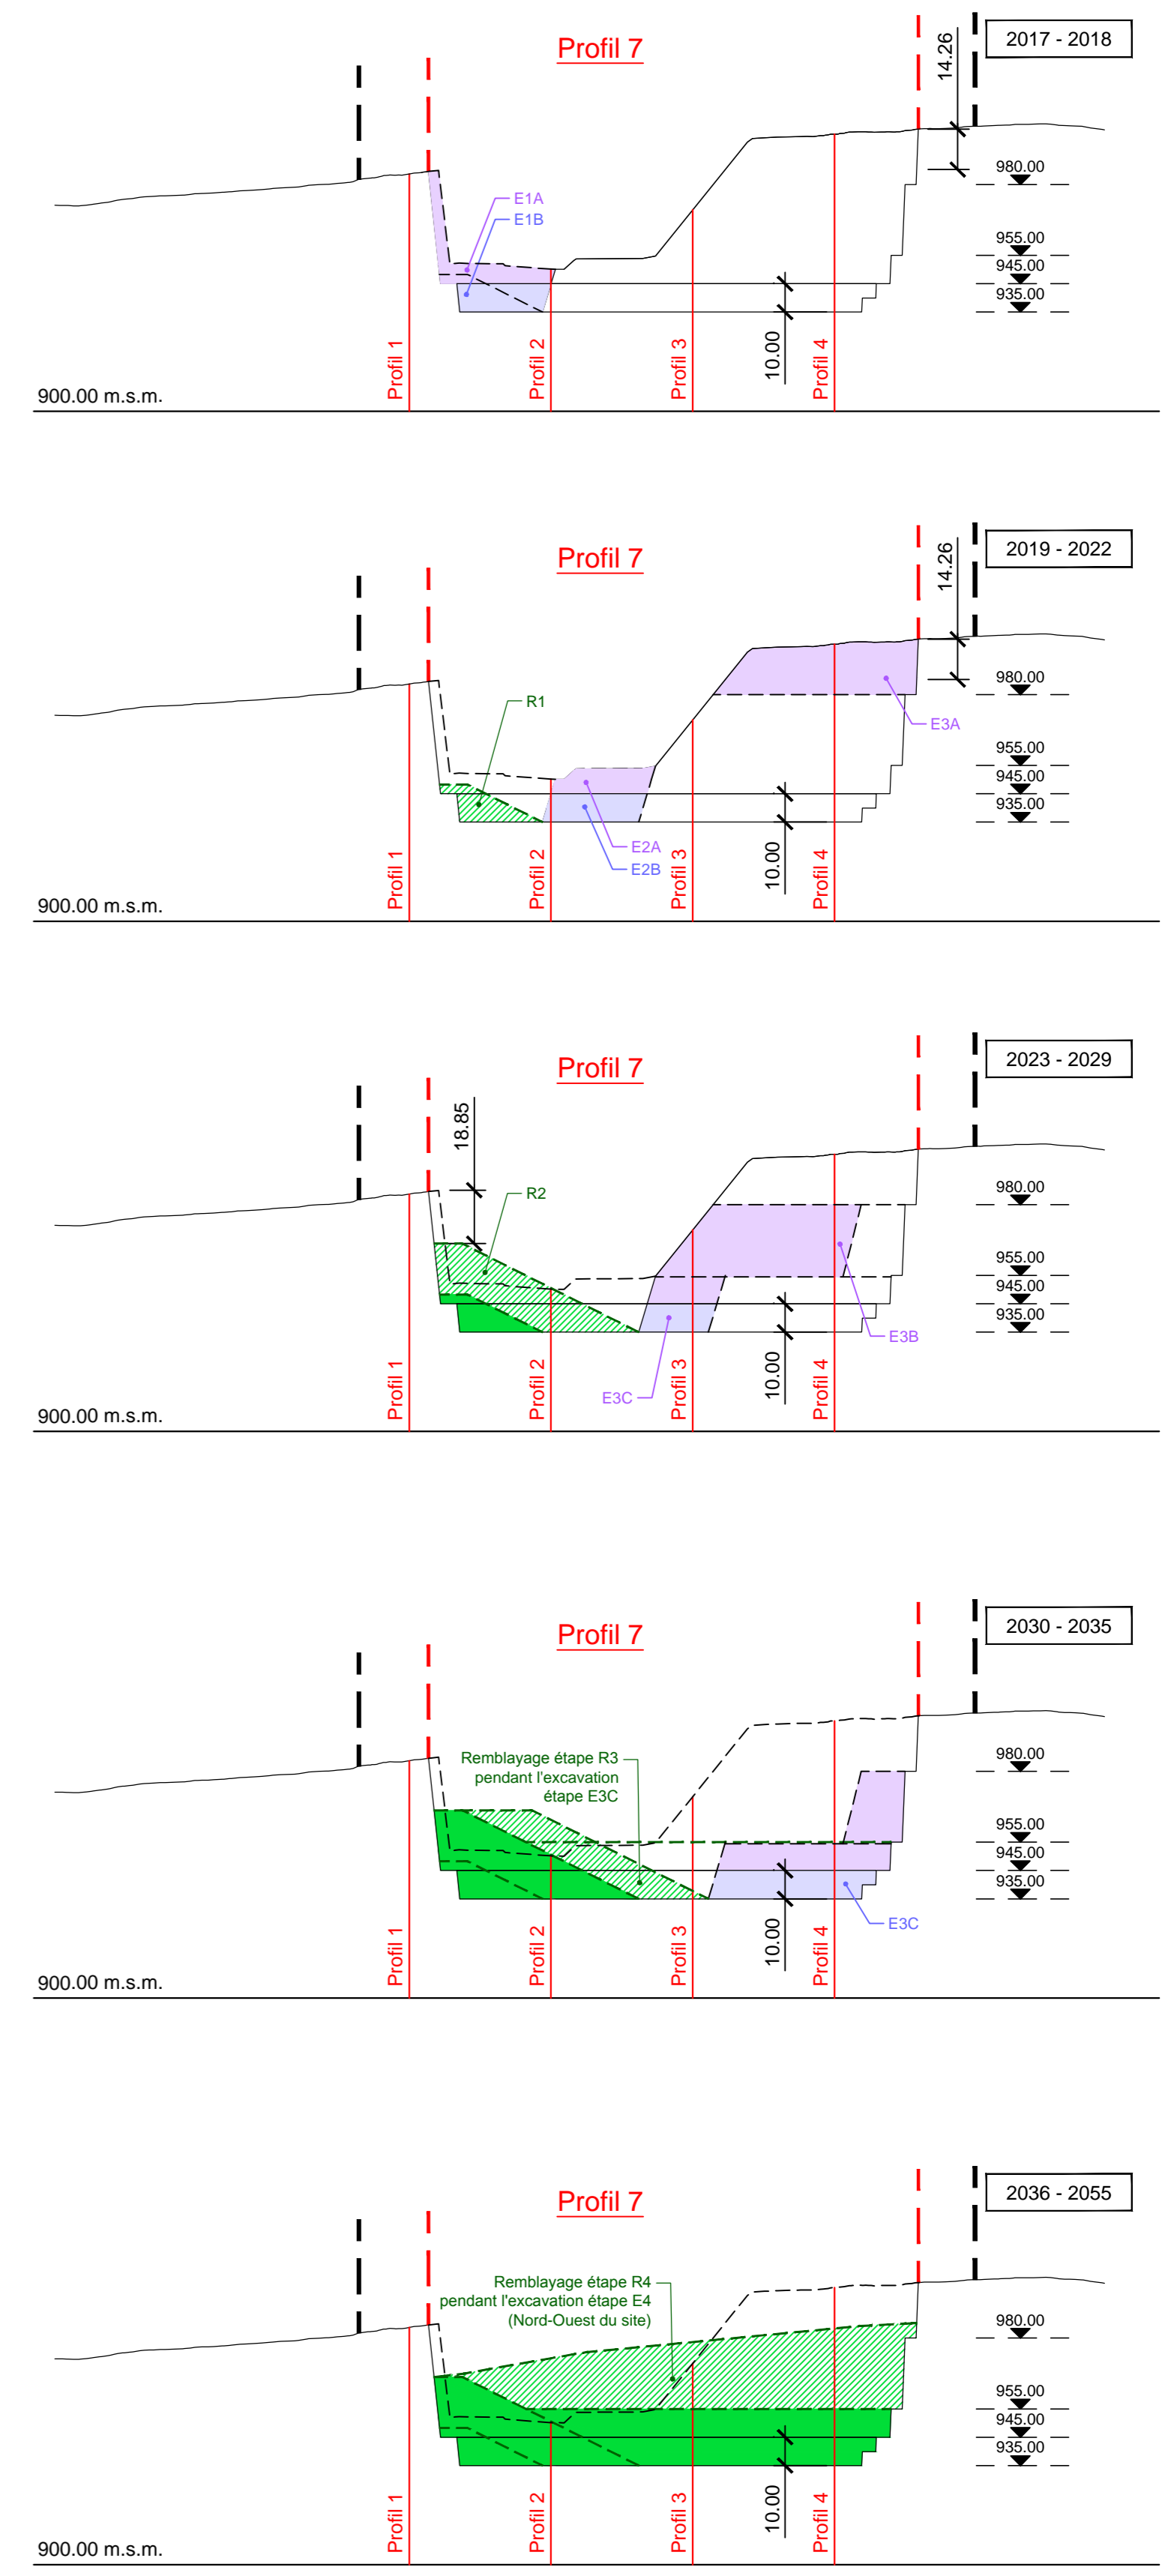 Profil 7
2017 - 2018
14.26
980.00
E1A
E1B
955.00
945.00
935.00
10.00
Profil 1
Profil 2
Profil 3
Profil 4
900.00 m.s.m.
Profil 7
2019 - 2022
14.26
980.00
R1
E3A
955.00
945.00
935.00
E2A
E2B
10.00
Profil 1
Profil 2
Profil 3
Profil 4
900.00 m.s.m.
Profil 7
2023 - 2029
18.85
R2
980.00
955.00
945.00
935.00
E3B
E3C
10.00
Profil 1
Profil 2
Profil 3
Profil 4
900.00 m.s.m.
Profil 7
2030 - 2035
Remblayage étape R3
pendant l'excavation
étape E3C
980.00
955.00
945.00
935.00
E3C
10.00
Profil 1
Profil 2
Profil 3
Profil 4
900.00 m.s.m.
Profil 7
2036 - 2055
Remblayage étape R4
pendant l'excavation étape E4
(Nord-Ouest du site)
980.00
955.00
945.00
935.00
10.00
Profil 1
Profil 2
Profil 3
Profil 4
900.00 m.s.m.